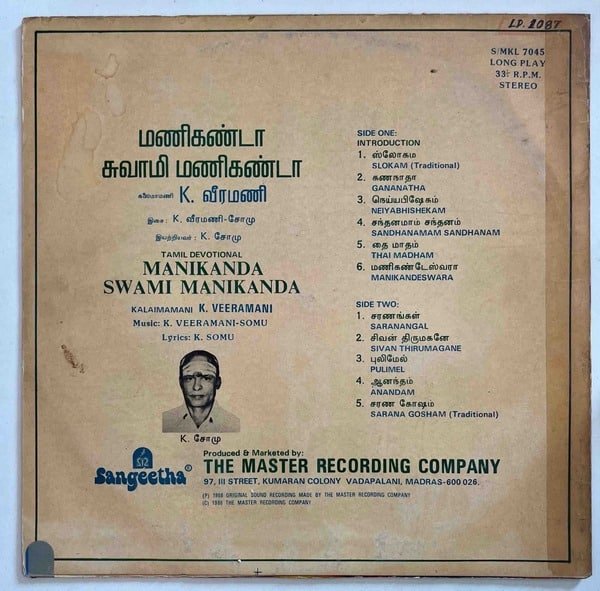 LP. 2087
S/MKL 7045
LONG PLAY
33⅓ R.P.M.
STEREO
மணிகண்டா
சுவாமி மணிகண்டா
கலைமாமணி K. வீரமணி
இசை : K. வீரமணி-சோமு
இயற்றியவர் : K. சோமு
TAMIL DEVOTIONAL
MANIKANDA
SWAMI MANIKANDA
KALAIMAMANI K. VEERAMANI
Music: K. VEERAMANI-SOMU
Lyrics: K. SOMU
K. சோமு
SIDE ONE:
INTRODUCTION
1. ஸ்லோகம
SLOKAM (Traditional)
2. கணநாதா
GANANATHA
3. நெய்யபிஷேகம்
NEIYABHISHEKAM
4. சந்தனமாம் சந்தனம்
SANDHANAMAM SANDHANAM
5. தை மாதம்
THAI MADHAM
6. மணிகண்டேஸ்வரா
MANIKANDESWARA
SIDE TWO:
1. சரணங்கள்
SARANANGAL
2. சிவன் திருமகனே
SIVAN THIRUMAGANE
3. புலிமேல்
PULIMEL
4. ஆனந்தம்
ANANDAM
5. சரண கோஷம்
SARANA GOSHAM (Traditional)
Sangeetha®
Produced & Marketed by:
THE MASTER RECORDING COMPANY
97, III STREET, KUMARAN COLONY VADAPALANI, MADRAS-600 026.
(P) 1986 ORIGINAL SOUND RECORDING MADE BY THE MASTER RECORDING COMPANY
(C) 1986 THE MASTER RECORDING COMPANY